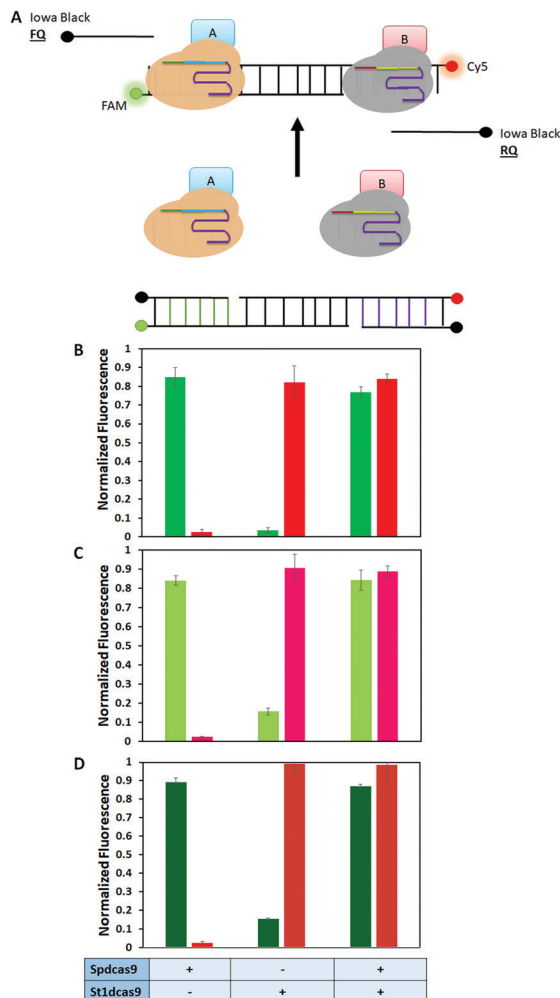 A
Iowa Black
FQ
A
B
Cy5
FAM
Iowa Black
RQ
A
B
B
Normalized Fluorescence
1
0.9
0.8
0.7
0.6
0.5
0.4
0.3
0.2
0.1
0
C
Normalized Fluorescence
1
0.9
0.8
0.7
0.6
0.5
0.4
0.3
0.2
0.1
0
D
Normalized Fluorescence
1
0.9
0.8
0.7
0.6
0.5
0.4
0.3
0.2
0.1
0
Spdcas9 + - +
St1dcas9 - + +